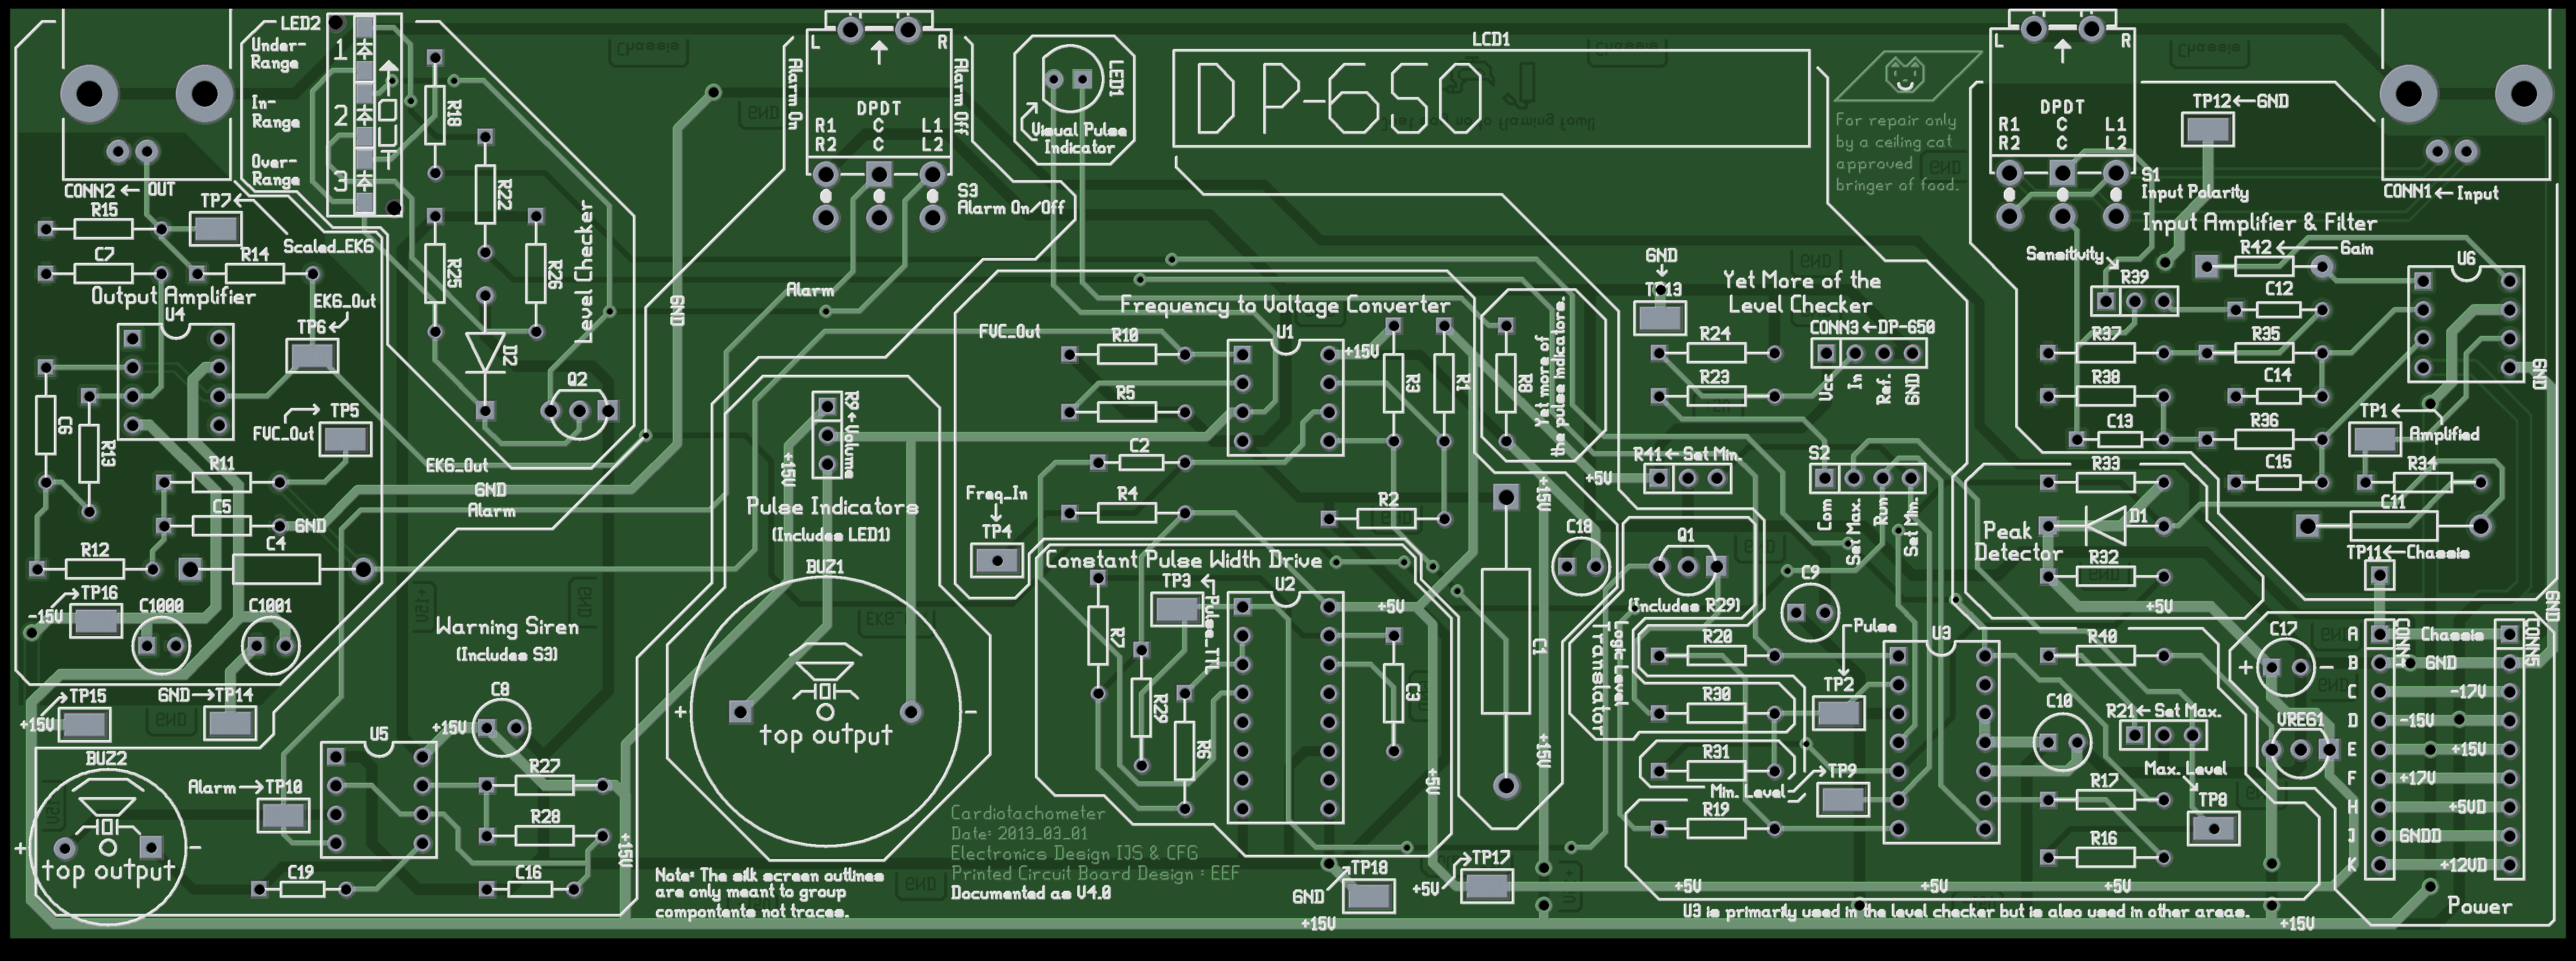 LED2
Under-
Range
1
In-
Range
2
Over-
Range
3
OUT
CONN2 ← OUT
TP7
R15
Scaled_EKG
C7
R14
Output Amplifier
U4
EKG_Out
TP6
TP5
FVC_Out
C6
R13
R11
C5
GND
C4
R12
TP16
-15V
C1000
C1001
TP15
+15V
GND→TP14
BUZ2
+
-
top output
Alarm→TP10
U5
C19
R18
R22
R25
R26
D2
Q2
Level Checker
EKG_Out
GND
Alarm
Warning Siren
(Includes S3)
C8
+15V
R27
R28
C16
+15V
L
R
Alarm On
Alarm Off
DPDT
R1 C L1
R2 C L2
S3
Alarm On/Off
GND
Alarm
R9←Volume
+15V
Pulse Indicators
(Includes LED1)
BUZ1
+
-
top output
Note: The silk screen outlines
are only meant to group
compontents not traces.
LED1
Visual Pulse
Indicator
Frequency to Voltage Converter
FVC_Out
R10
U1
+15V
R5
C2
R4
R3
R1
R2
Freq_In
TP4
R8
Yet more of
the pulse indicators.
Constant Pulse Width Drive
TP3
Pulse_TTL
U2
+5V
R7
R29
R6
C3
C1
+15V
+15V
+5V
Cardiotachometer
Date: 2013_03_01
Electronics Design IJS & CFG
Printed Circuit Board Design : EEF
Documented as V4.0
GND
TP18
+15V
+5V
TP17
LCD1
DP-650
For repair only
by a ceiling cat
approved
bringer of food.
GND
TP13
Yet More of the
Level Checker
R24
R23
CONN3←DP-650
Vcc
In
Ref.
GND
R41← Set Min.
+5V
S2
Com
Set Max.
Run
Set Min.
C18
Q1
(Includes R29)
Logic Level
Translator
C9
R20
Pulse
U3
TP2
R30
R31
TP9
Min. Level
R19
+5V
+5V
+5V
U3 is primarily used in the level checker but is also used in other areas.
+15V
L
R
DPDT
R1 C L1
R2 C L2
S1
Input Polarity
TP12←GND
CONN1←Input
Input Amplifier & Filter
Sensitivity
R39
R42
Gain
U6
C12
R37
R35
GND
R38
C14
TP1
Amplified
C13
R36
R33
C15
R34
C11
Peak
Detector
D1
R32
TP11←Chassis
+5V
GND
R40
C17
+
-
C10
R21← Set Max.
VREG1
Max. Level
TP8
R17
R16
CONN4
CONN5
A Chassis
B GND
C -17V
D -15V
E +15V
F +17V
H +5VD
J GNDD
K +12VD
Power